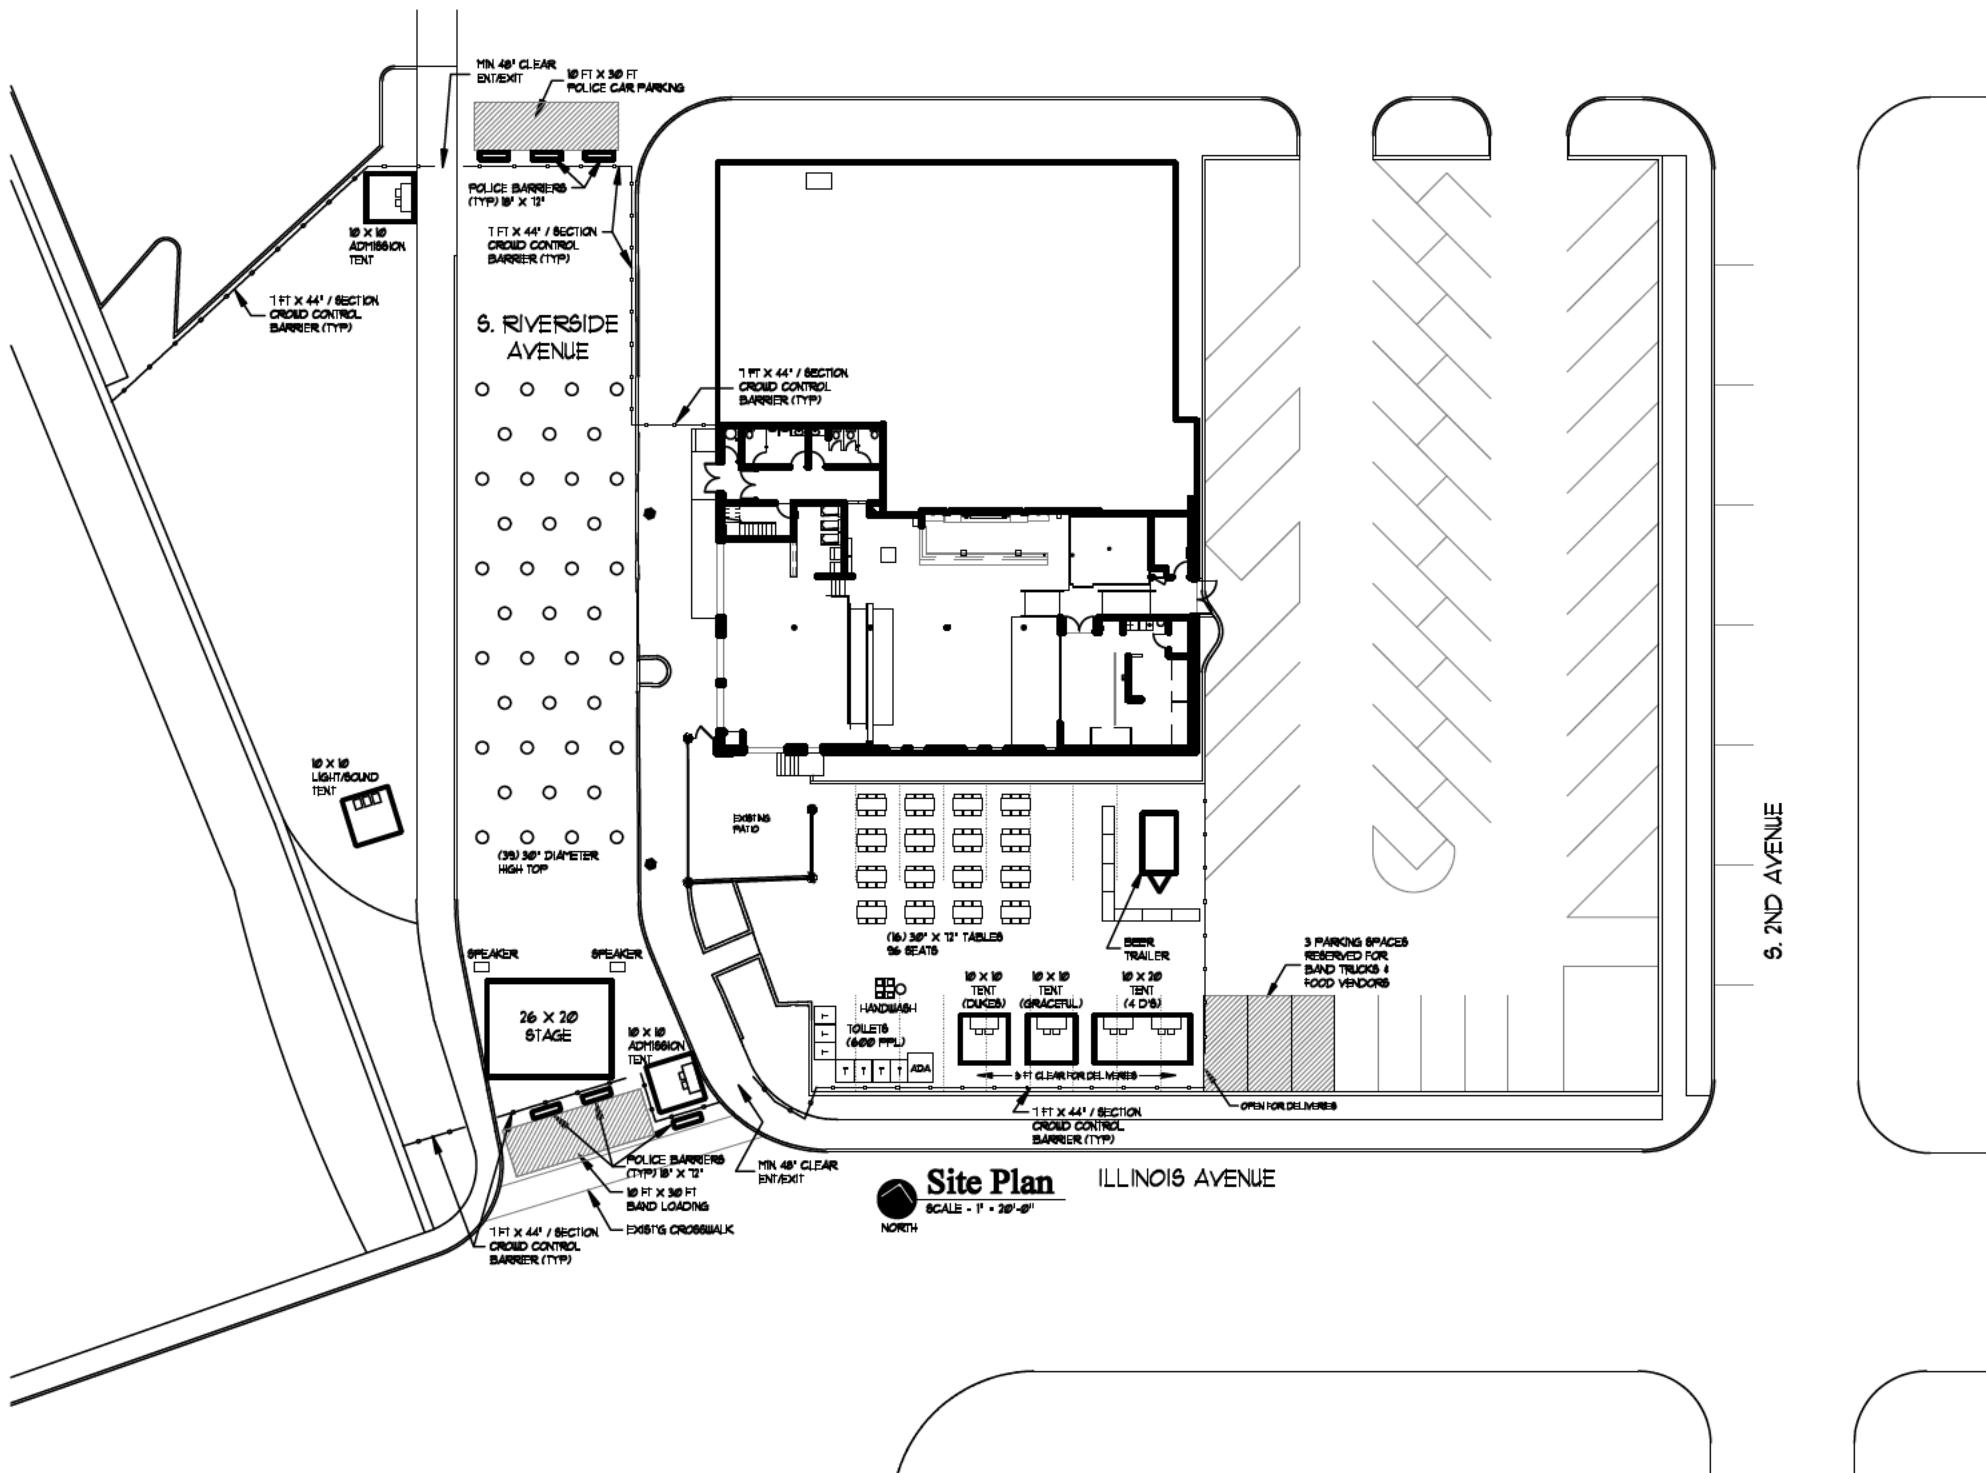 MIN. 48" CLEAR
ENT/EXIT
10 FT X 30 FT
POLICE CAR PARKING
POLICE BARRIERS
(TYP) 18" X 72"
10 X 10
ADMISSION
TENT
7 FT X 44" / SECTION
CROWD CONTROL
BARRIER (TYP)
7 FT X 44" / SECTION
CROWD CONTROL
BARRIER (TYP)
S. RIVERSIDE
AVENUE
7 FT X 44" / SECTION
CROWD CONTROL
BARRIER (TYP)
10 X 10
LIGHT/SOUND
TENT
EXISTING
PATIO
(39) 30" DIAMETER
HIGH TOP
S. 2ND AVENUE
(16) 30" X 72" TABLES
96 SEATS
BEER
TRAILER
3 PARKING SPACES
RESERVED FOR
BAND TRUCKS &
FOOD VENDORS
SPEAKER
SPEAKER
10 X 10
TENT
(DUKES)
10 X 10
TENT
(GRACEFUL)
10 X 20
TENT
(4 D'S)
HANDWASH
26 X 20
STAGE
10 X 10
ADMISSION
TENT
TOILETS
(600 PPL)
T
T
T
T
T
T
T
ADA
FT CLEAR FOR DELIVERIES
OPEN FOR DELIVERIES
7 FT X 44" / SECTION
CROWD CONTROL
BARRIER (TYP)
POLICE BARRIERS
(TYP) 18" X 72"
MIN. 48" CLEAR
ENT/EXIT
10 FT X 30 FT
BAND LOADING
EXIST'G CROSSWALK
7 FT X 44" / SECTION
CROWD CONTROL
BARRIER (TYP)
Site Plan
SCALE - 1" = 20'-0"
NORTH
ILLINOIS AVENUE